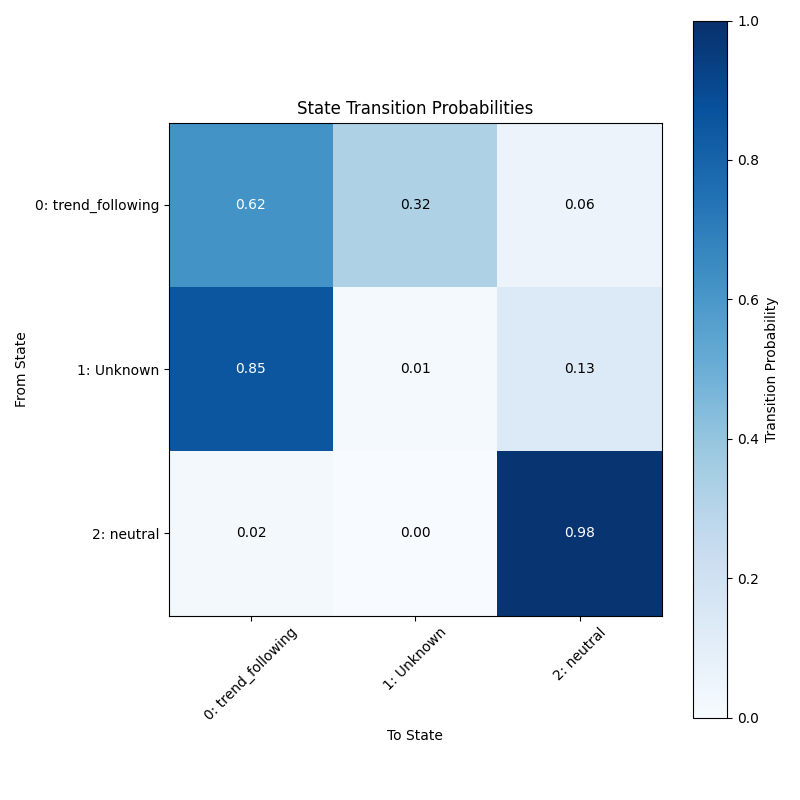 State Transition Probabilities
1.0
0.8
0.6
0.4
0.2
0.0
Transition Probability
From State
0: trend_following
0.62
0.32
0.06
1: Unknown
0.85
0.01
0.13
2: neutral
0.02
0.00
0.98
0: trend_following
1: Unknown
2: neutral
To State